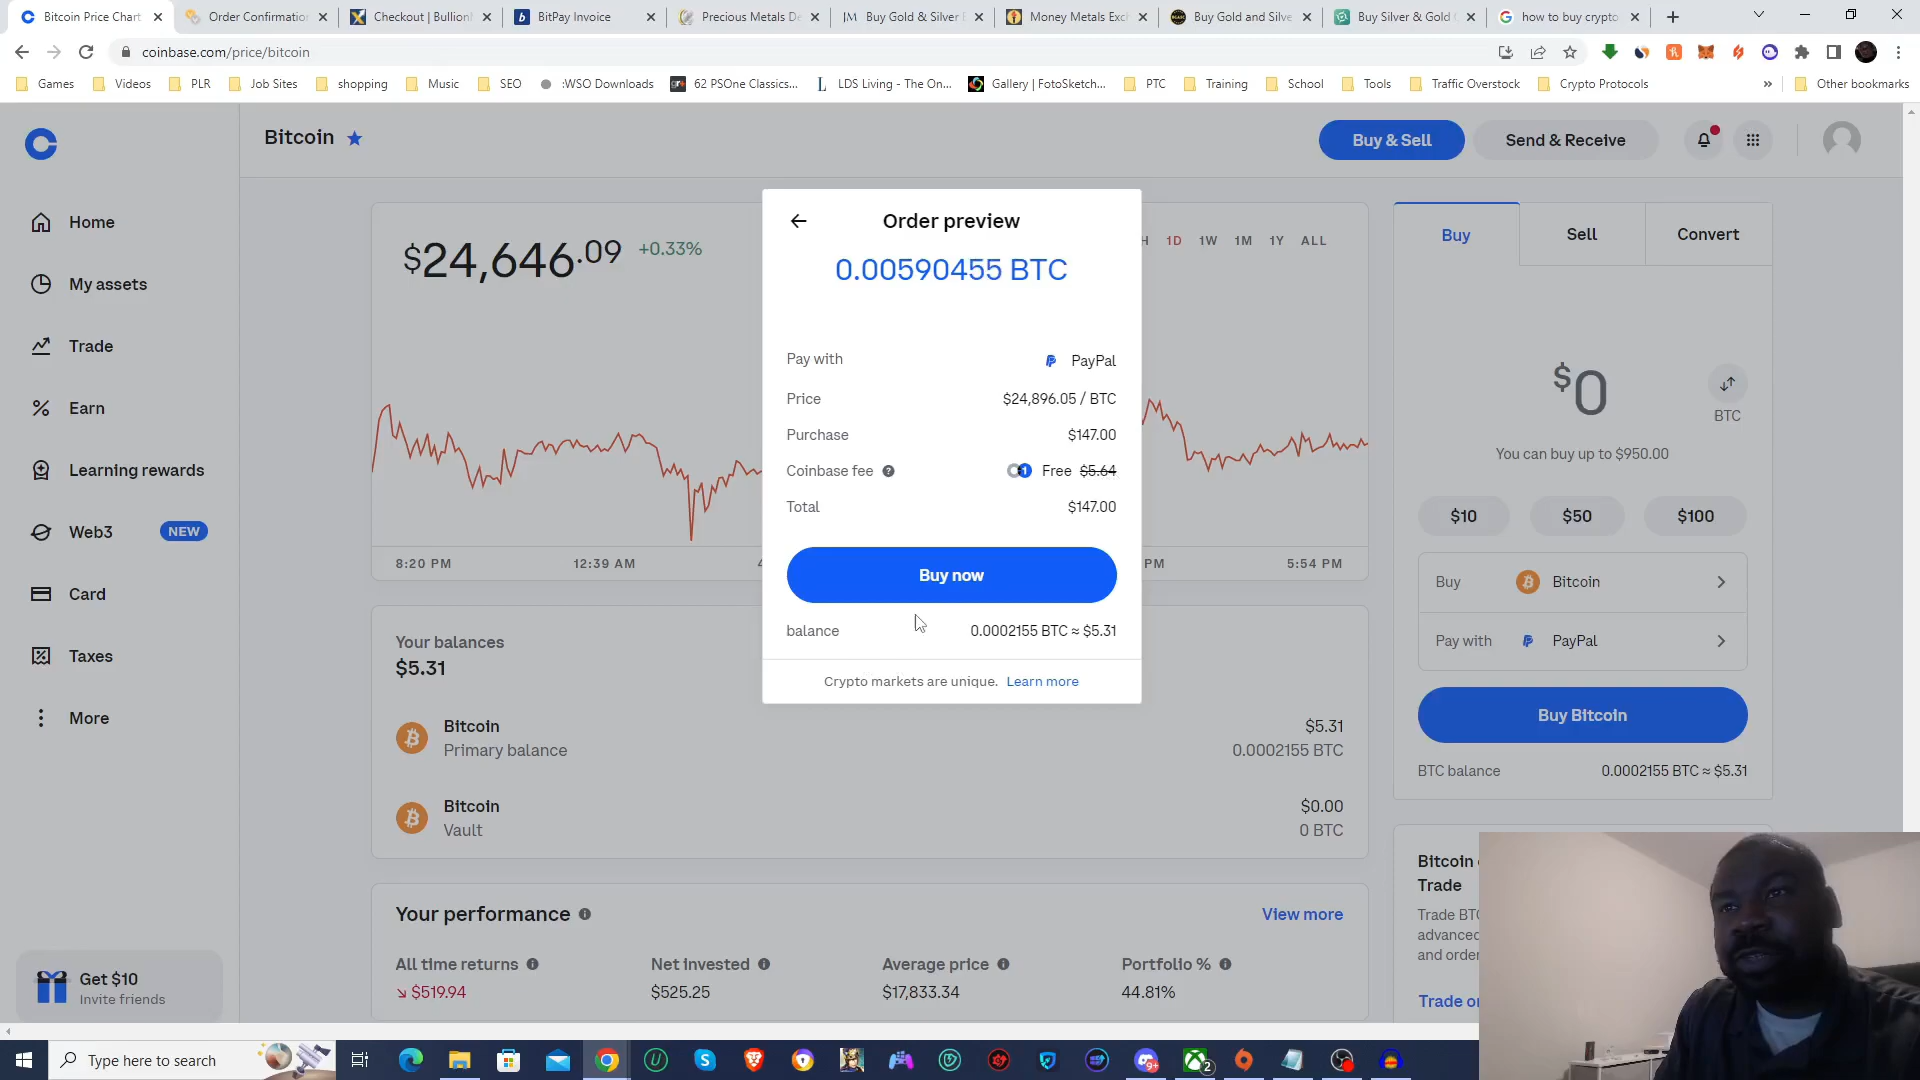 Bitcoin Price Chart
Order Confirmation
Checkout | Bullion
BitPay Invoice
Precious Metals De
Buy Gold & Silver
Money Metals Exc
Buy Gold and Silve
Buy Silver & Gold
how to buy crypto
coinbase.com/price/bitcoin
Games
Videos
PLR
Job Sites
shopping
Music
SEO
:WSO Downloads
62 PSOne Classics...
LDS Living - The On...
Gallery | FotoSketch...
PTC
Training
School
Tools
Traffic Overstock
Crypto Protocols
»
Other bookmarks
Bitcoin
Buy & Sell
Send & Receive
Home
My assets
Trade
Earn
Learning rewards
Web3 NEW
Card
Taxes
More
Get $10
Invite friends
$24,646.09 +0.33%
H 1D 1W 1M 1Y ALL
8:20 PM 12:39 AM 4 PM 5:54 PM
Order preview
0.00590455 BTC
Pay with PayPal
Price $24,896.05 / BTC
Purchase $147.00
Coinbase fee Free $5.64
Total $147.00
Buy now
balance 0.0002155 BTC ≈ $5.31
Crypto markets are unique. Learn more
Your balances
$5.31
Bitcoin $5.31
Primary balance 0.0002155 BTC
Bitcoin $0.00
Vault 0 BTC
Your performance View more
All time returns Net invested Average price Portfolio %
↘ $519.94 $525.25 $17,833.34 44.81%
Buy Sell Convert
$0
BTC
You can buy up to $950.00
$10 $50 $100
Buy Bitcoin
Pay with PayPal
Buy Bitcoin
BTC balance 0.0002155 BTC ≈ $5.31
Bitcoin
Trade
Trade BTC
advanced
and order
Trade o
Type here to search
9+
2